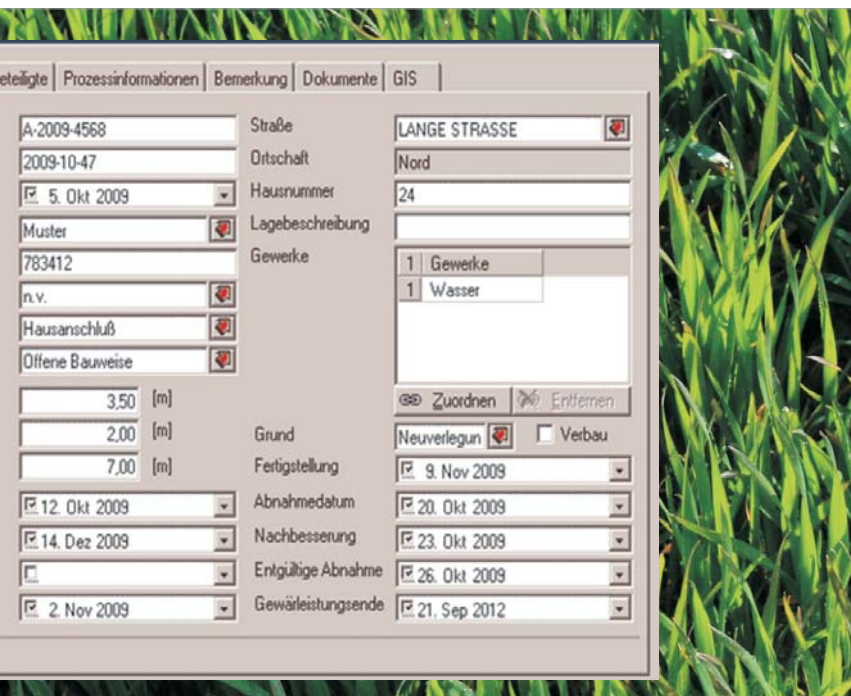 eteiligte Prozessinformationen Bemerkung Dokumente GIS
A-2009-4568 Straße LANGE STRASSE
2009-10-47 Ortschaft Nord
5. Okt 2009 Hausnummer 24
Muster Lagebeschreibung
783412 Gewerke 1 Gewerke
n.v. 1 Wasser
Hausanschluß
Offene Bauweise
3,50 [m] Zuordnen Entfernen
2,00 [m] Grund Neuverlegun Verbau
7,00 [m] Fertigstellung 9. Nov 2009
12. Okt 2009 Abnahmedatum 20. Okt 2009
14. Dez 2009 Nachbesserung 23. Okt 2009
Entgültige Abnahme 26. Okt 2009
2. Nov 2009 Gewärleistungsende 21. Sep 2012